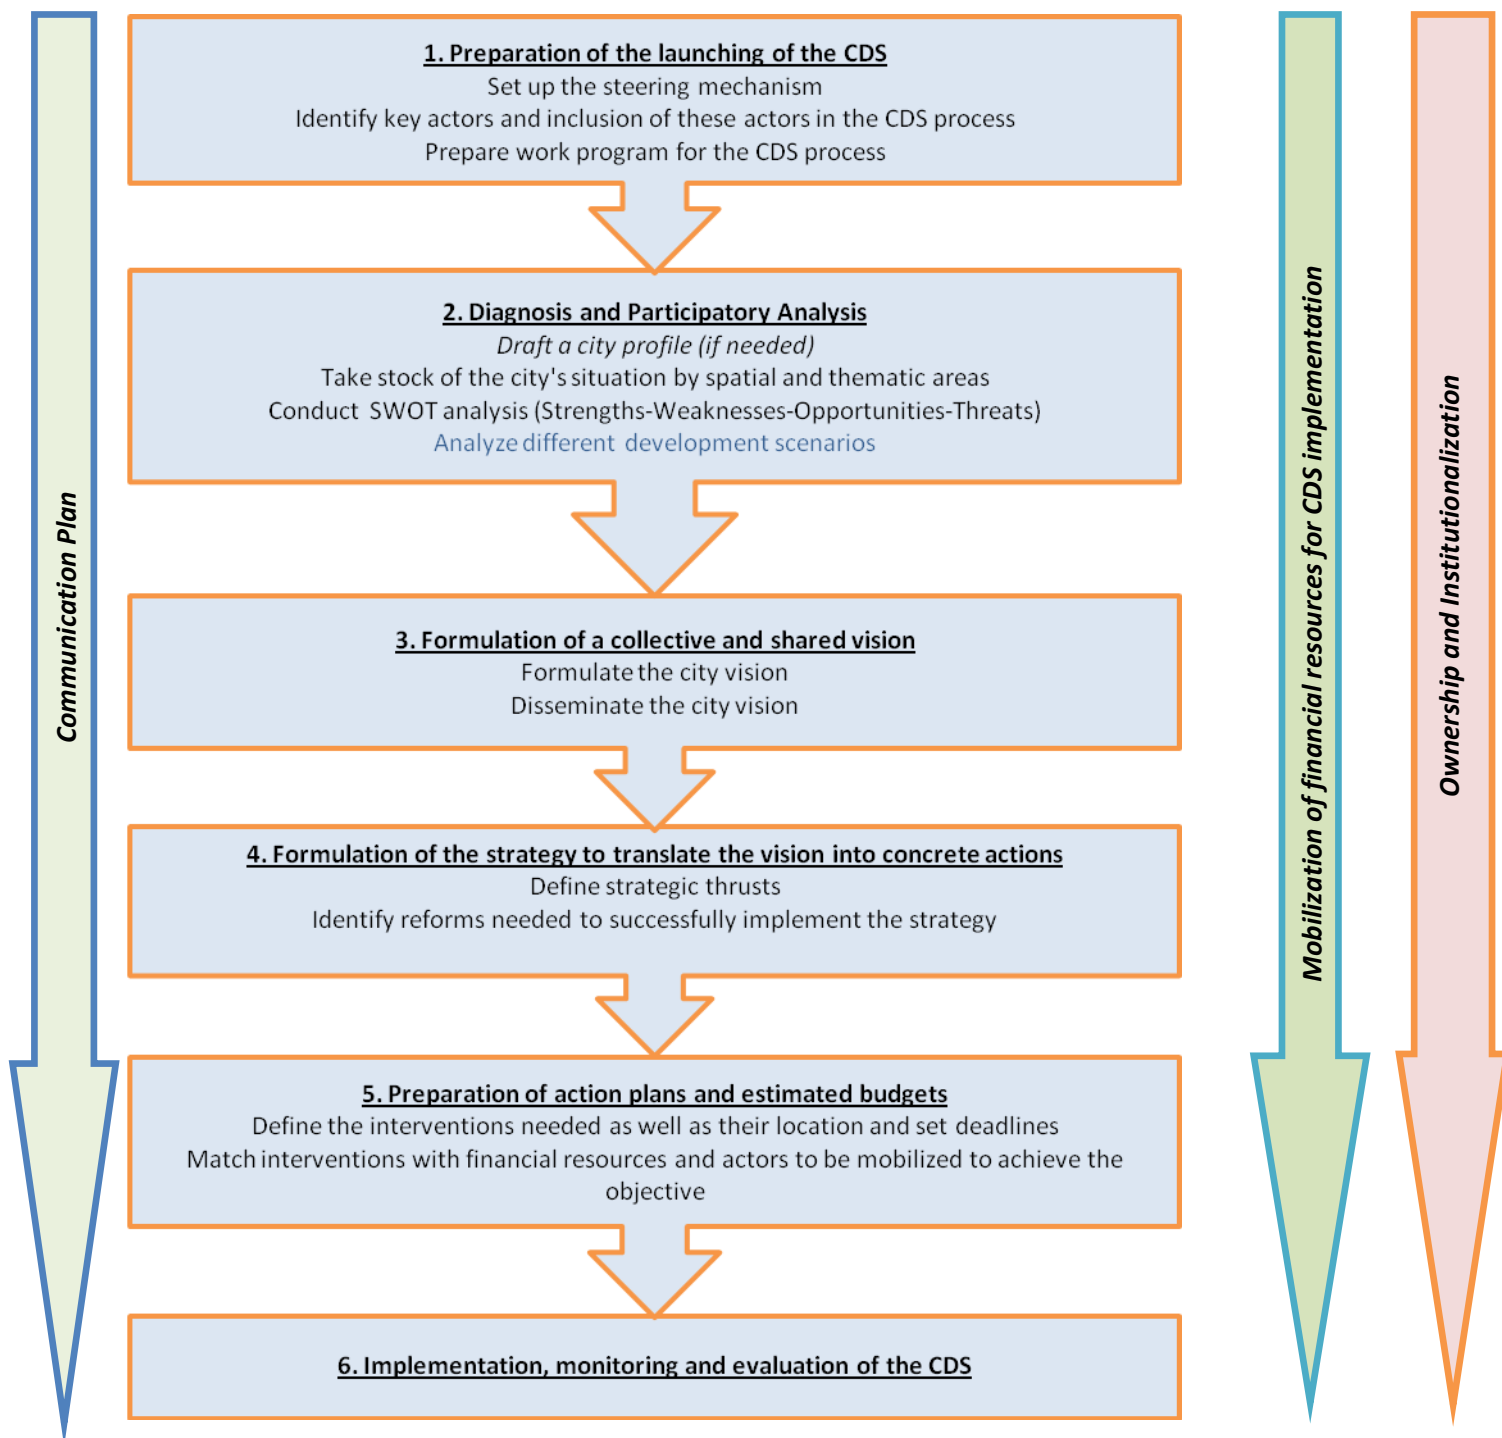 1. Preparation of the launching of the CDS
Set up the steering mechanism
Identify key actors and inclusion of these actors in the CDS process
Prepare work program for the CDS process
2. Diagnosis and Participatory Analysis
Draft a city profile (if needed)
Take stock of the city's situation by spatial and thematic areas
Conduct SWOT analysis (Strengths-Weaknesses-Opportunities-Threats)
Analyze different development scenarios
3. Formulation of a collective and shared vision
Formulate the city vision
Disseminate the city vision
4. Formulation of the strategy to translate the vision into concrete actions
Define strategic thrusts
Identify reforms needed to successfully implement the strategy
5. Preparation of action plans and estimated budgets
Define the interventions needed as well as their location and set deadlines
Match interventions with financial resources and actors to be mobilized to achieve the
objective
6. Implementation, monitoring and evaluation of the CDS
Communication Plan
Mobilization of financial resources for CDS implementation
Ownership and Institutionalization